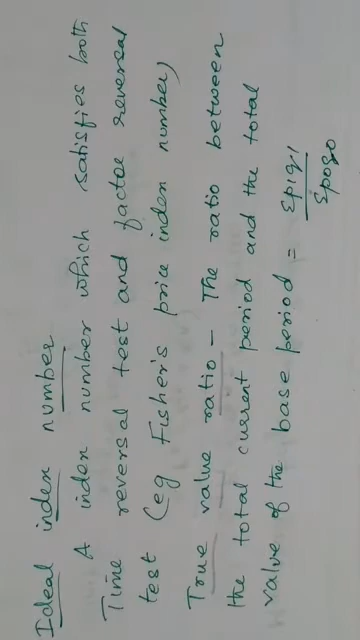 Ideal index number
A index number which satisfies both
Time reversal test and factor reversal
test (eg Fisher's price index number)
True value ratio - The ratio between
the total current period and the total
value of the base period = Σp1q1
Σp0q0